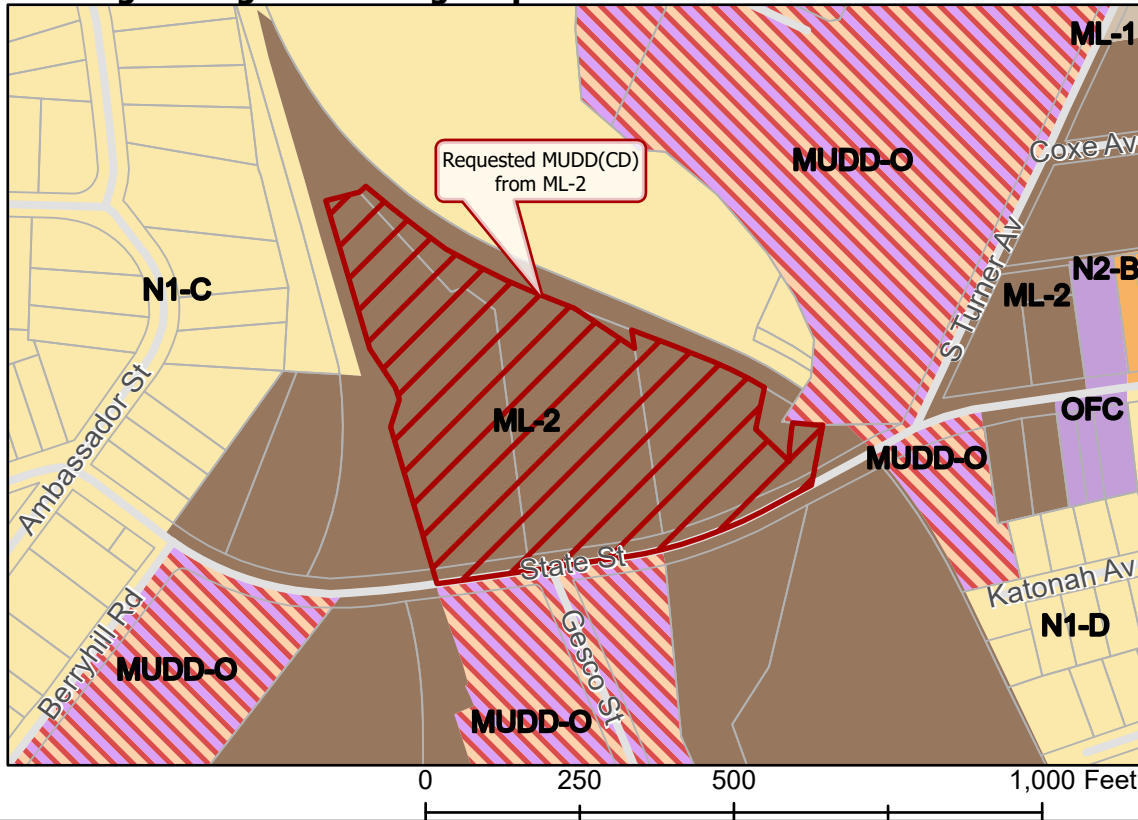 ML-1
Coxe Av
MUDD-O
Requested MUDD(CD)
from ML-2
S Turner Av
N2-B
N1-C
ML-2
OFC
ML-2
MUDD-O
Ambassador St
State St
Katonah Av
N1-D
Berryhill Rd
Gesco St
MUDD-O
MUDD-O
0 250 500 1,000 Feet